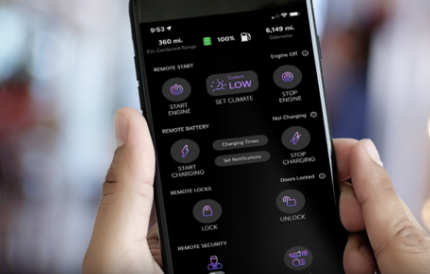 9:53
360 mi. 100% 6,149 mi.
Est. Combined Range Odometer
REMOTE START Engine Off
Custom
LOW
START ENGINE SET CLIMATE STOP ENGINE
REMOTE BATTERY Not Charging
Charging Times
Set Notifications
START CHARGING STOP CHARGING
REMOTE LOCKS Doors Locked
LOCK UNLOCK
REMOTE SECURITY